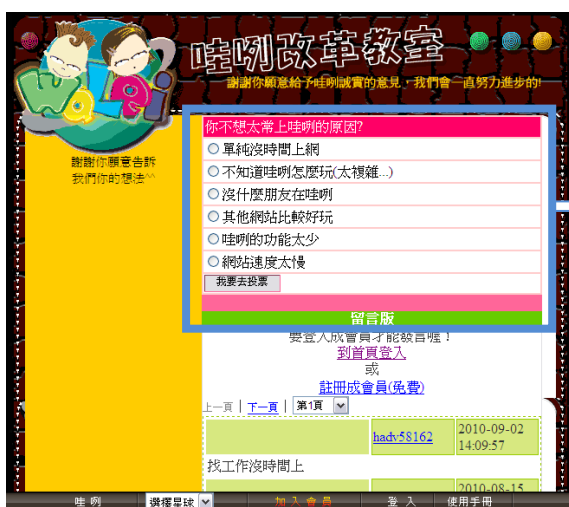 哇咧改革教室
謝謝你願意給予哇咧誠實的意見，我們會一直努力進步的!
WaLei
謝謝你願意告訴
我們你的想法^^
你不想太常上哇咧的原因?
單純沒時間上網
不知道哇咧怎麼玩(太複雜...)
沒什麼朋友在哇咧
其他網站比較好玩
哇咧的功能太少
網站速度太慢
我要去投票
留言版
要登入成會員才能發言喔！
到首頁登入
或
註冊成會員(免費)
上一頁 | 下一頁 | 第1頁
hadv58162
2010-09-02
14:09:57
找工作沒時間上
2010-08-15
哇咧 選擇星球 加入會員 登入 使用手冊